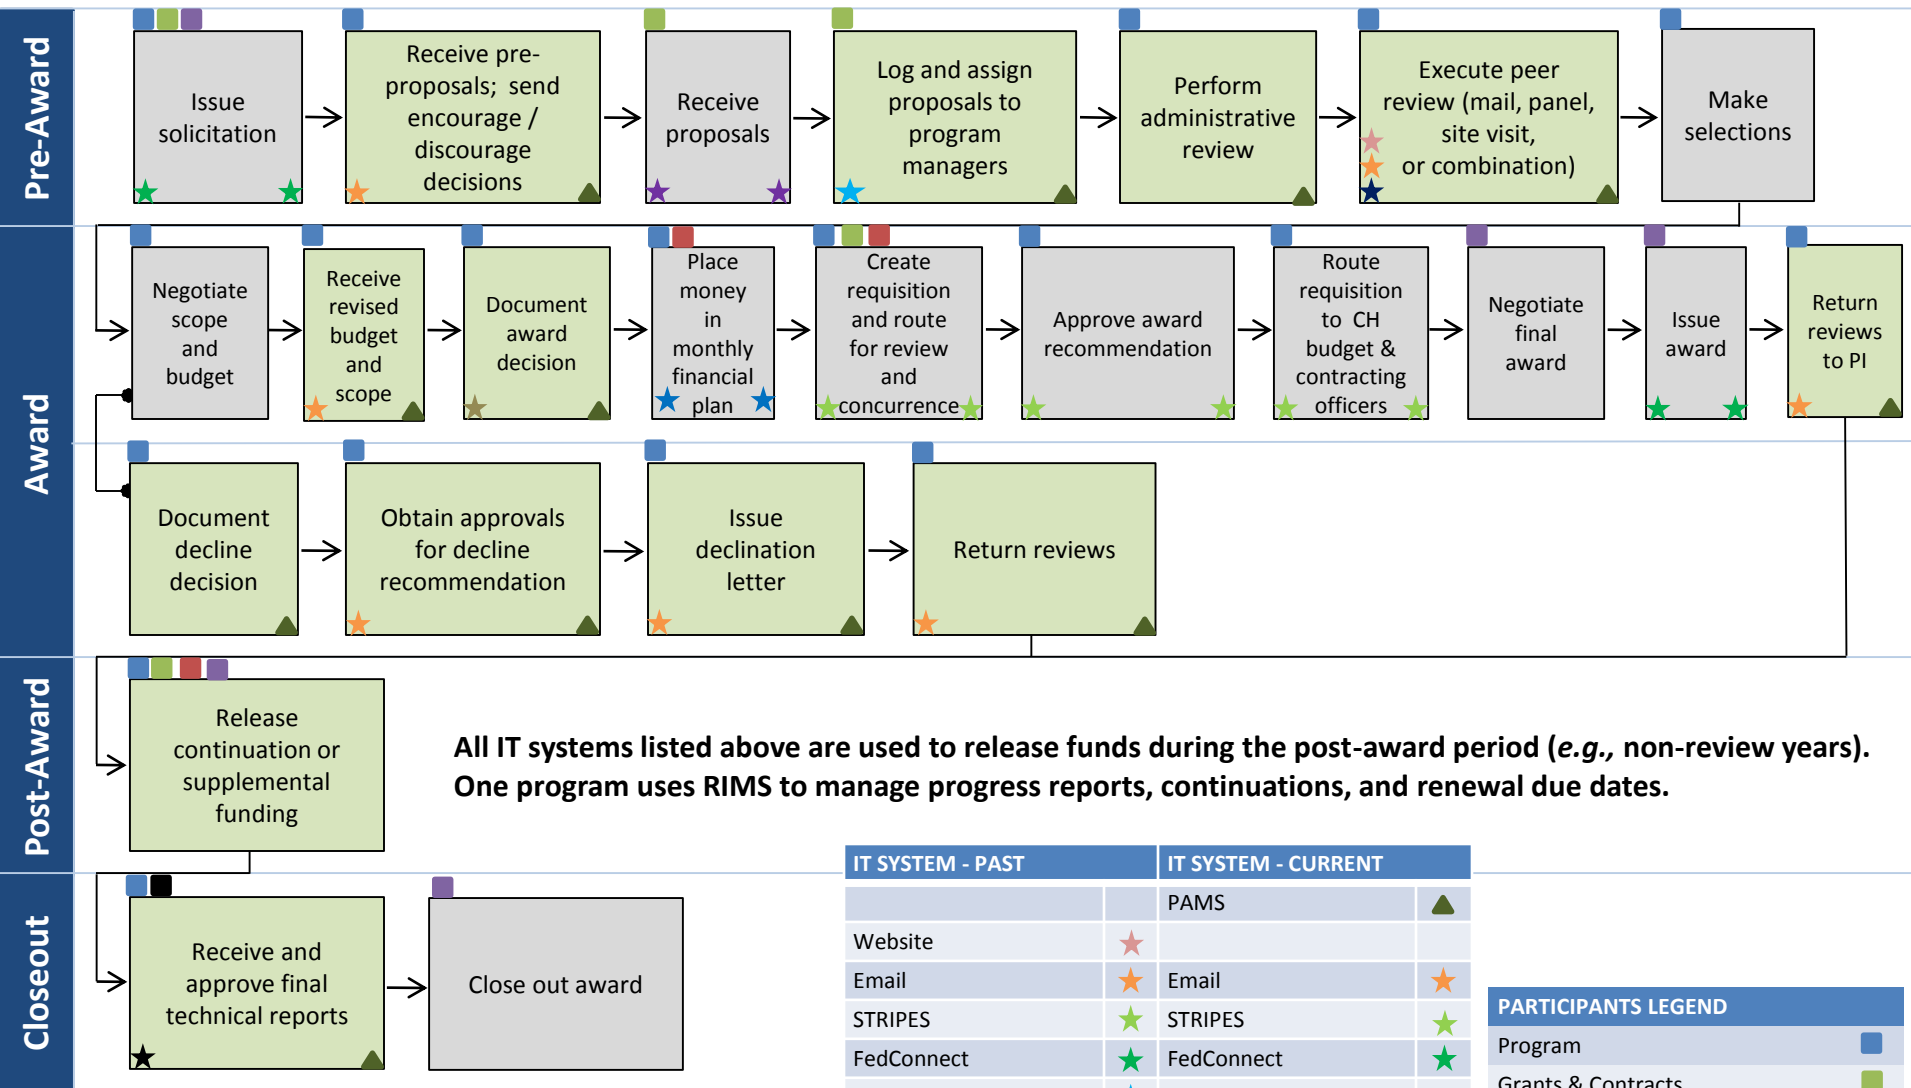 Pre-Award
Issue
solicitation
Receive pre-
proposals; send
encourage /
discourage
decisions
Receive
proposals
Log and assign
proposals to
program
managers
Perform
administrative
review
Execute peer
review (mail, panel,
site visit,
or combination)
Make
selections
Award
Negotiate
scope
and
budget
Receive
revised
budget
and
scope
Document
award
decision
Place
money
in
monthly
financial
plan
Create
requisition
and route
for review
and
concurrence
Approve award
recommendation
Route
requisition
to CH
budget &
contracting
officers
Negotiate
final
award
Issue
award
Return
reviews
to PI
Document
decline
decision
Obtain approvals
for decline
recommendation
Issue
declination
letter
Return reviews
Post-Award
Release
continuation or
supplemental
funding
All IT systems listed above are used to release funds during the post-award period (e.g., non-review years).
One program uses RIMS to manage progress reports, continuations, and renewal due dates.
Closeout
Receive and
approve final
technical reports
Close out award
IT SYSTEM - PAST IT SYSTEM - CURRENT
PAMS
Website
Email Email
STRIPES STRIPES
FedConnect FedConnect
PARTICIPANTS LEGEND
Program
Grants & Contracts